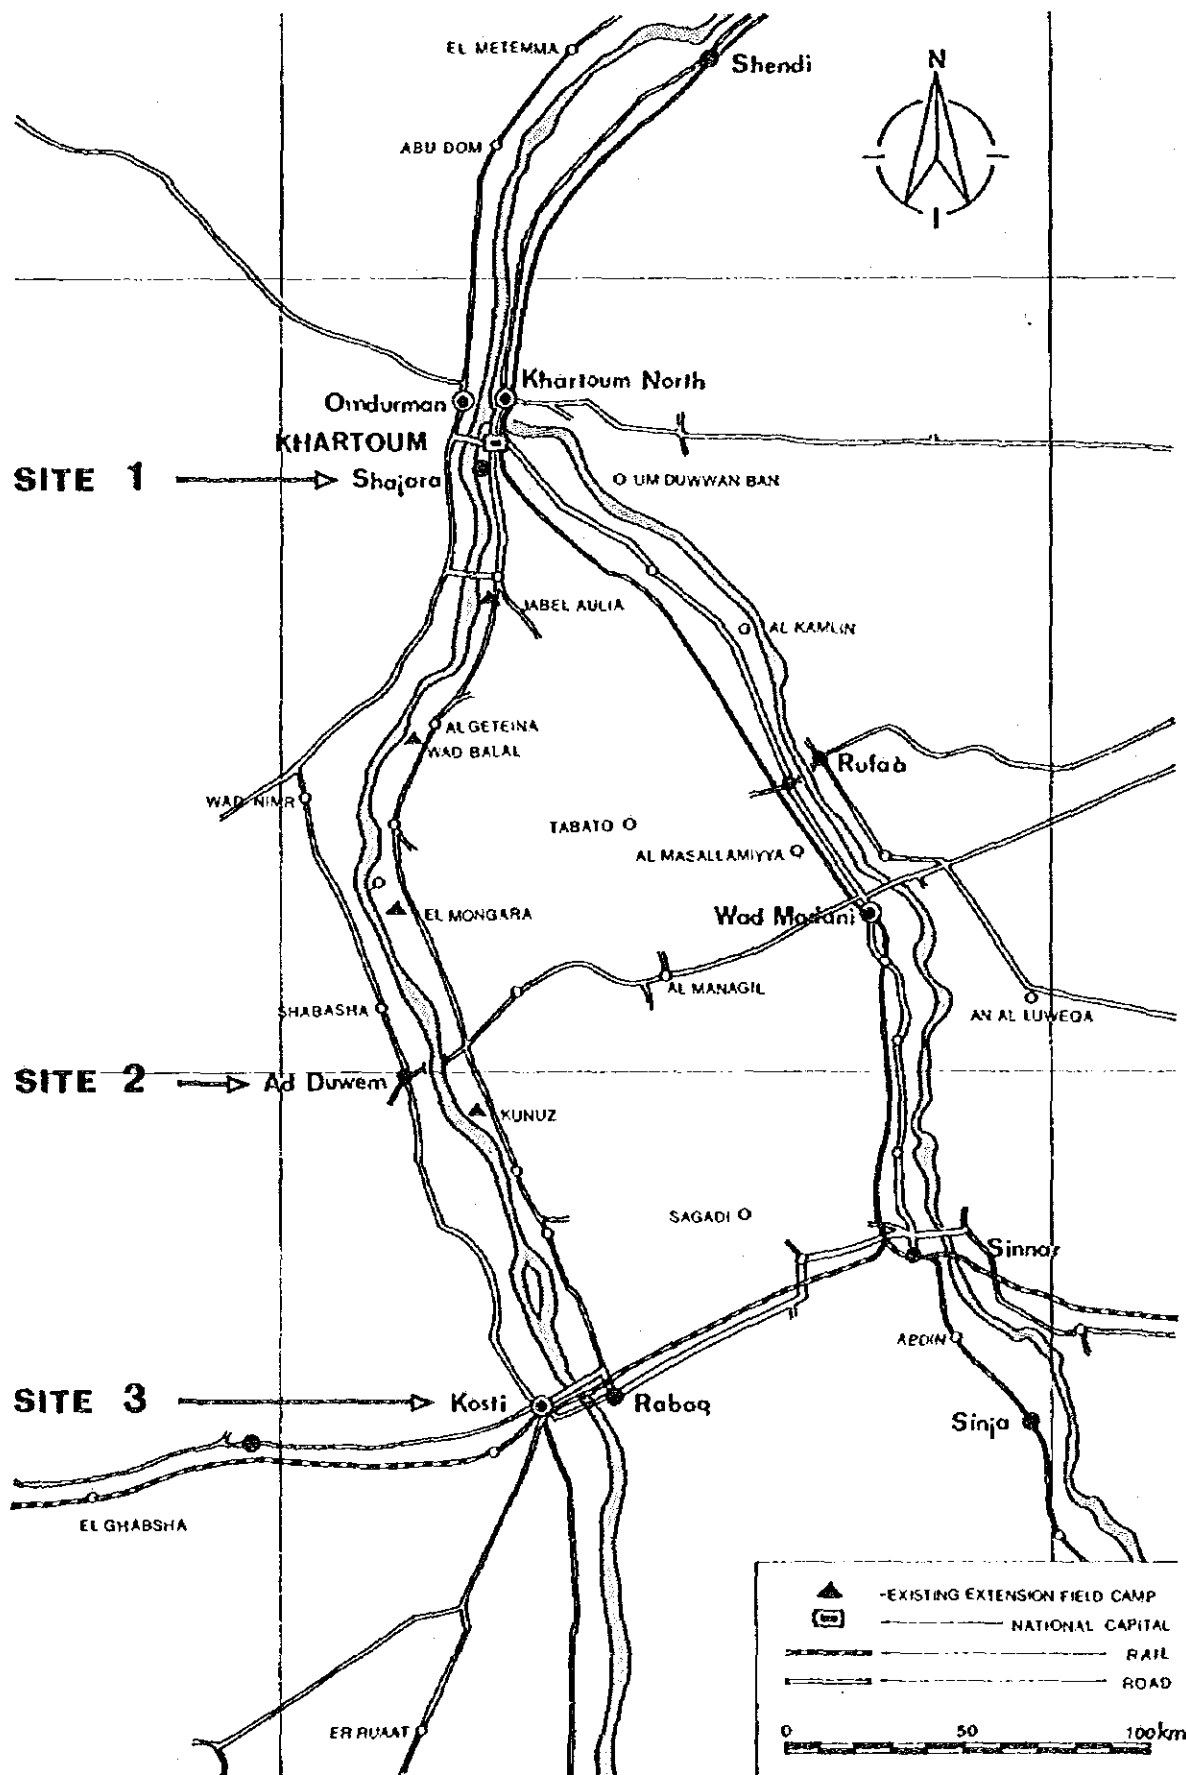 EL METEMMA
Shendi
N
ABU DOM
Khartoum North
Omdurman
KHARTOUM
SITE 1
Shajara
UM DUWWAN BAN
JABEL AULIA
AL KAMLIN
AL GETEINA
WAD BALAL
Rufaa
WAD NIMR
TABATO
AL MASALLAMIYYA
EL MONGARA
Wad Madani
AL MANAGIL
SHABASHA
AN AL LUWEQA
SITE 2
Ad Duwem
KUNUZ
SAGADI
Sinnar
ABDIN
SITE 3
Kosti
Rabaq
Sinja
EL GHABSHA
-EXISTING EXTENSION FIELD CAMP
NATIONAL CAPITAL
RAIL
ROAD
ER RUAAT
0 50 100km